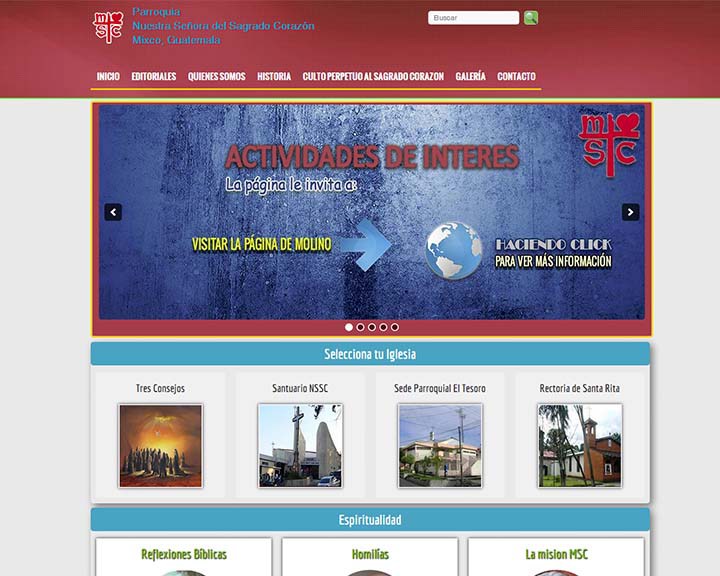 msc
Parroquia
Nuestra Señora del Sagrado Corazón
Mixco, Guatemala
Buscar
INICIO EDITORIALES QUIENES SOMOS HISTORIA CULTO PERPETUO AL SAGRADO CORAZON GALERÍA CONTACTO
ACTIVIDADES DE INTERES
La página le invita a:
msc
VISITAR LA PÁGINA DE MOLINO
HACIENDO CLICK
PARA VER MÁS INFORMACIÓN
Selecciona tu Iglesia
Tres Consejos Santuario NSSC Sede Parroquial El Tesoro Rectoria de Santa Rita
Espiritualidad
Reflexiones Bíblicas Homilías La mision MSC